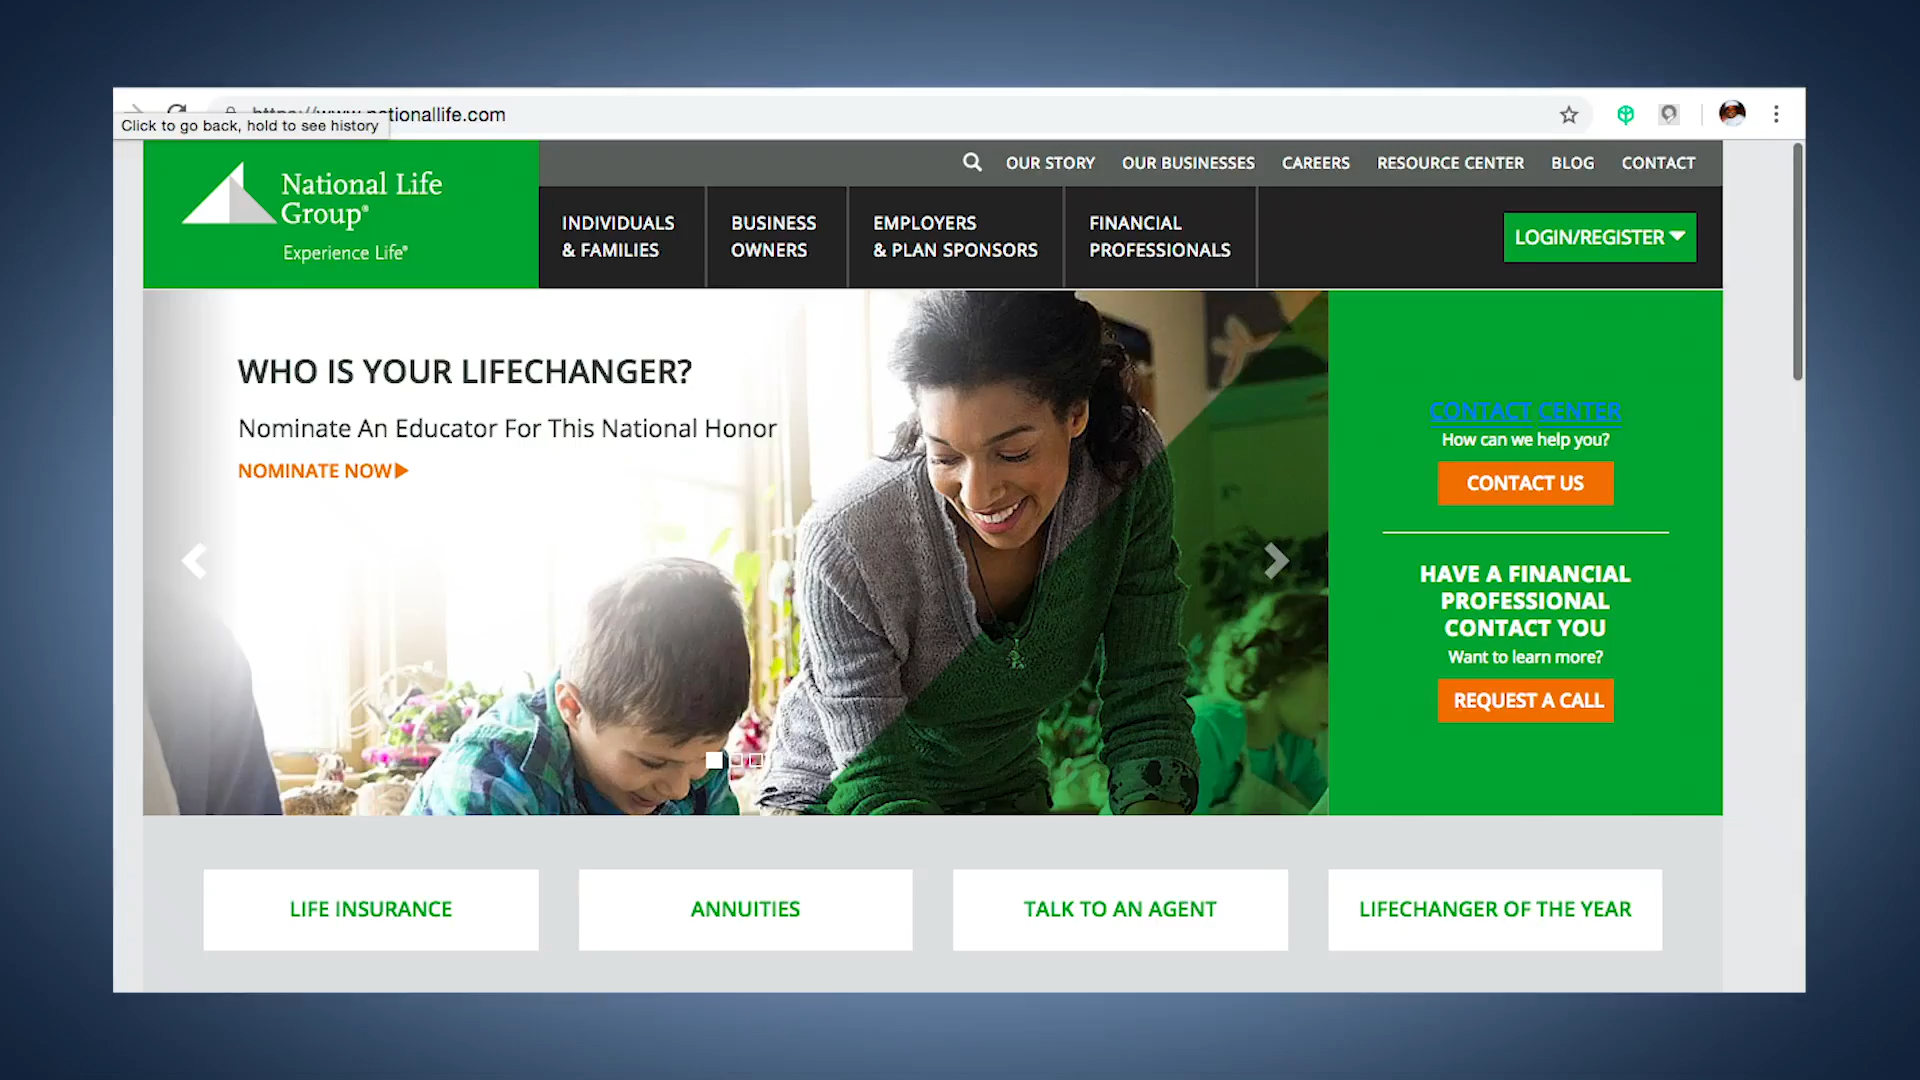 https://www.nationallife.com
Click to go back, hold to see history
National Life
Group®
Experience Life®
OUR STORY
OUR BUSINESSES
CAREERS
RESOURCE CENTER
BLOG
CONTACT
INDIVIDUALS
& FAMILIES
BUSINESS
OWNERS
EMPLOYERS
& PLAN SPONSORS
FINANCIAL
PROFESSIONALS
LOGIN/REGISTER
WHO IS YOUR LIFECHANGER?
Nominate An Educator For This National Honor
NOMINATE NOW
CONTACT CENTER
How can we help you?
CONTACT US
HAVE A FINANCIAL
PROFESSIONAL
CONTACT YOU
Want to learn more?
REQUEST A CALL
LIFE INSURANCE
ANNUITIES
TALK TO AN AGENT
LIFECHANGER OF THE YEAR